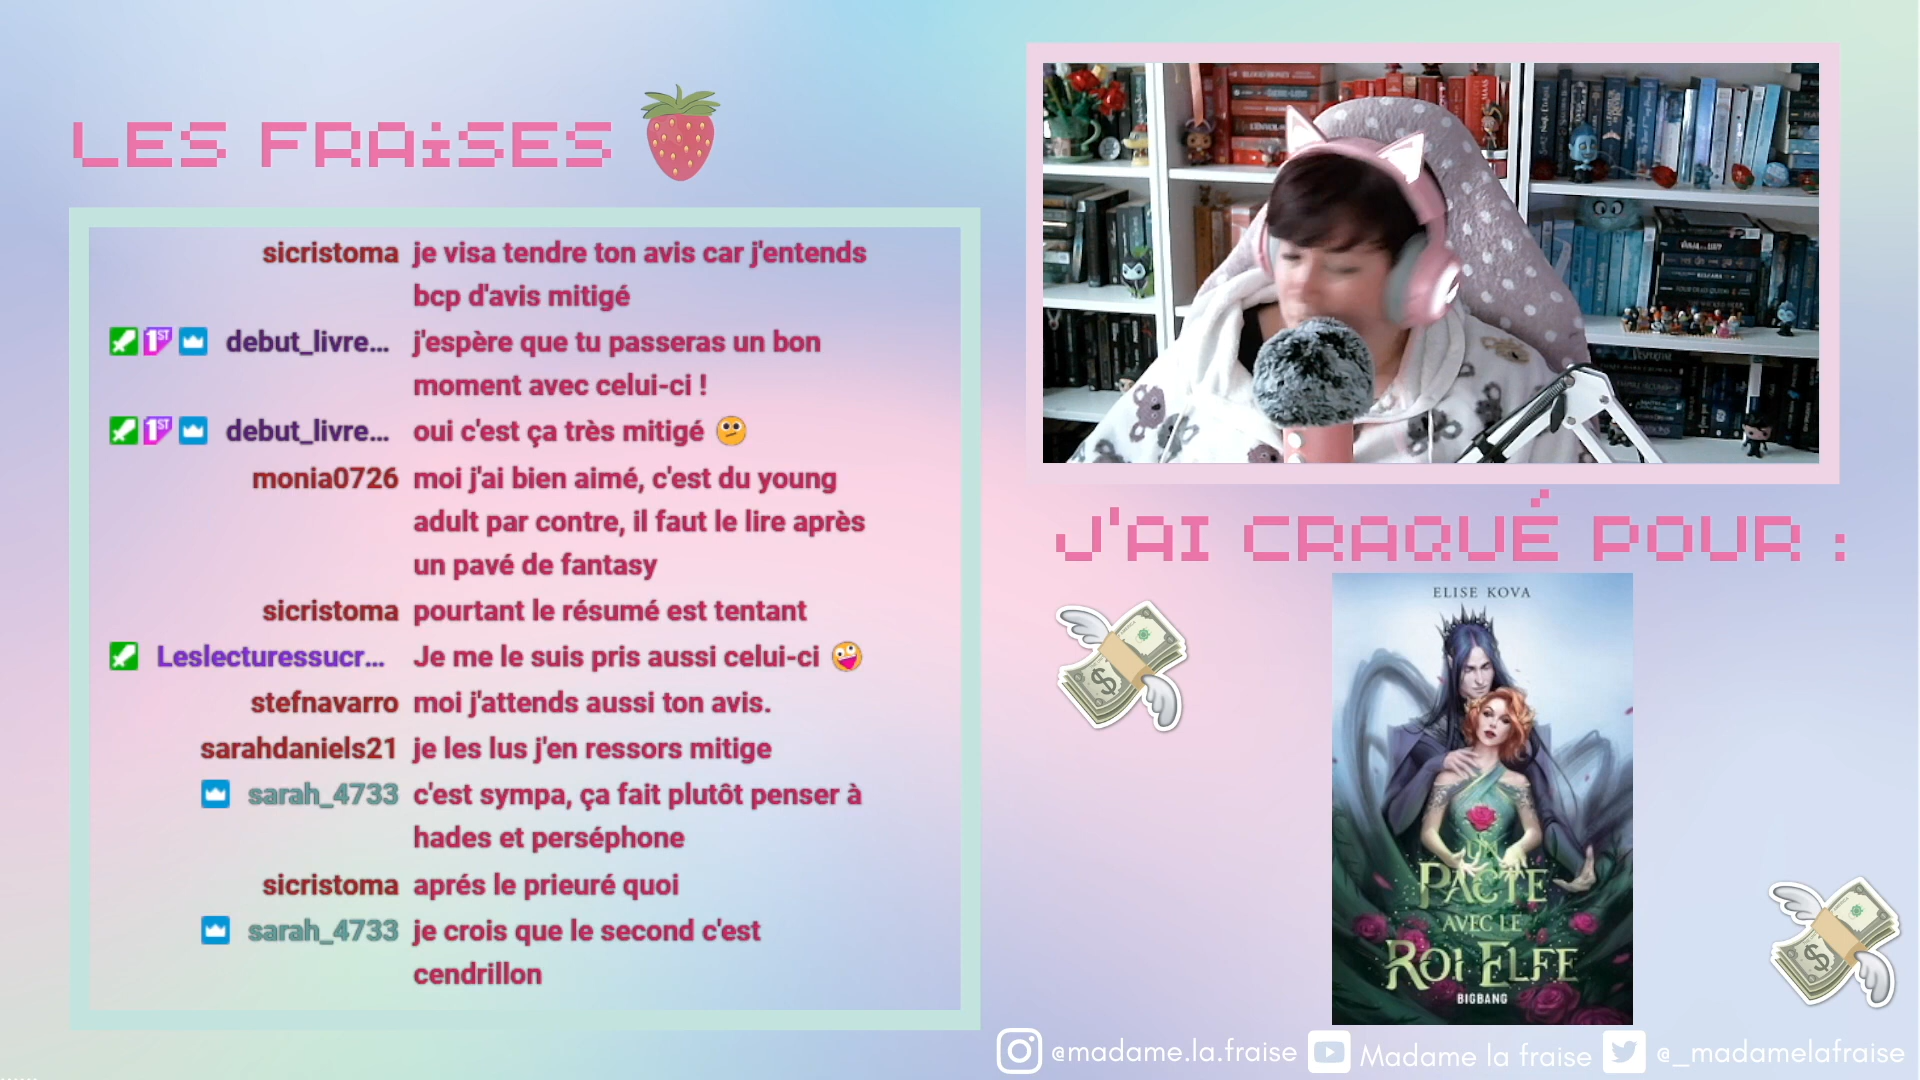 LES FRAiSES
sicristoma je visa tendre ton avis car j'entends
bcp d'avis mitigé
1ST debut_livre... j'espère que tu passeras un bon
moment avec celui-ci !
1ST debut_livre... oui c'est ça très mitigé
monia0726 moi j'ai bien aimé, c'est du young
adult par contre, il faut le lire après
un pavé de fantasy
sicristoma pourtant le résumé est tentant
Leslecturessucr... Je me le suis pris aussi celui-ci
stefnavarro moi j'attends aussi ton avis.
sarahdaniels21 je les lus j'en ressors mitige
sarah_4733 c'est sympa, ça fait plutôt penser à
hades et perséphone
sicristoma aprés le prieuré quoi
sarah_4733 je crois que le second c'est
cendrillon
J'AI CRAQUÉ POUR :
ELISE KOVA
UN
PACTE
AVEC LE
ROI ELFE
BIGBANG
@madame.la.fraise
Madame la fraise
@_madamelafraise